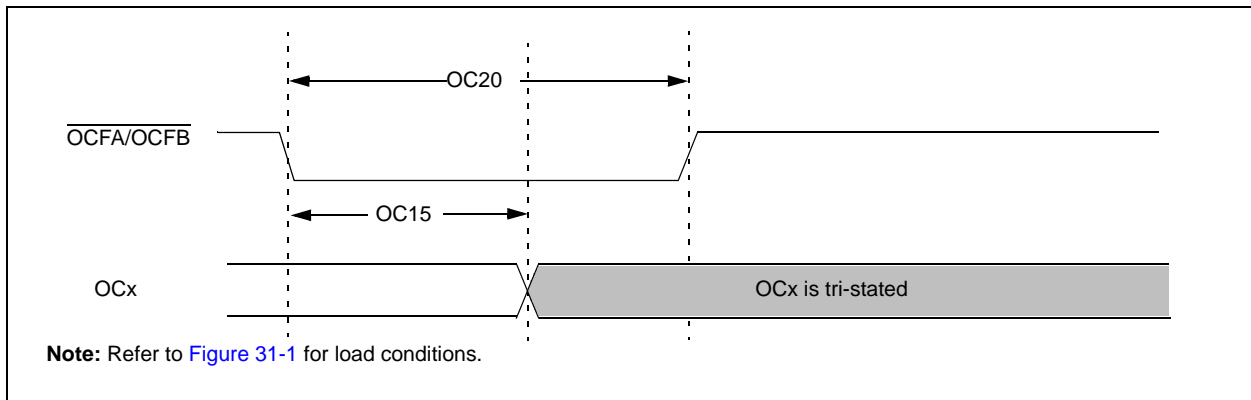 OC20
OCFA/OCFB
OC15
OCx
OCx is tri-stated
Note: Refer to Figure 31-1 for load conditions.